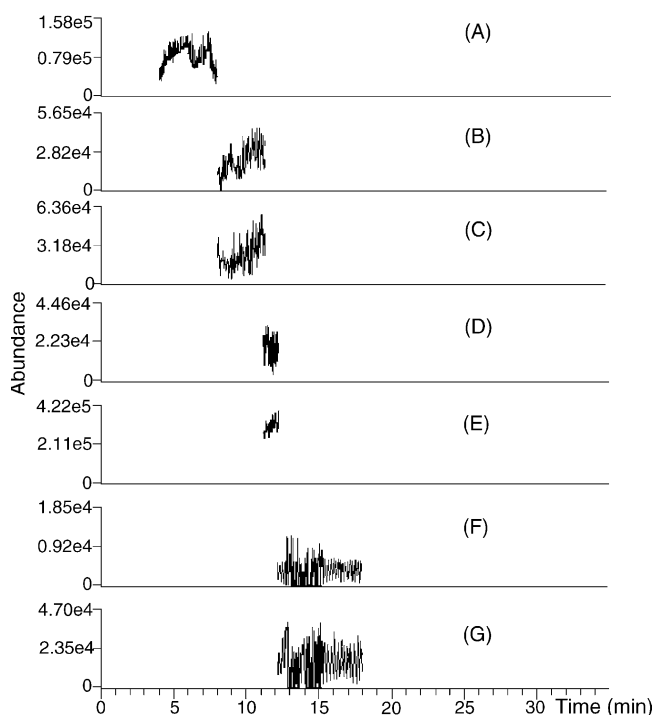 1.58e5
(A)
0.79e5
0
5.65e4
(B)
2.82e4
0
6.36e4
(C)
3.18e4
0
4.46e4
(D)
2.23e4
0
Abundance
4.22e5
(E)
2.11e5
0
1.85e4
(F)
0.92e4
0
4.70e4
(G)
2.35e4
0
0 5 10 15 20 25 30 Time (min)